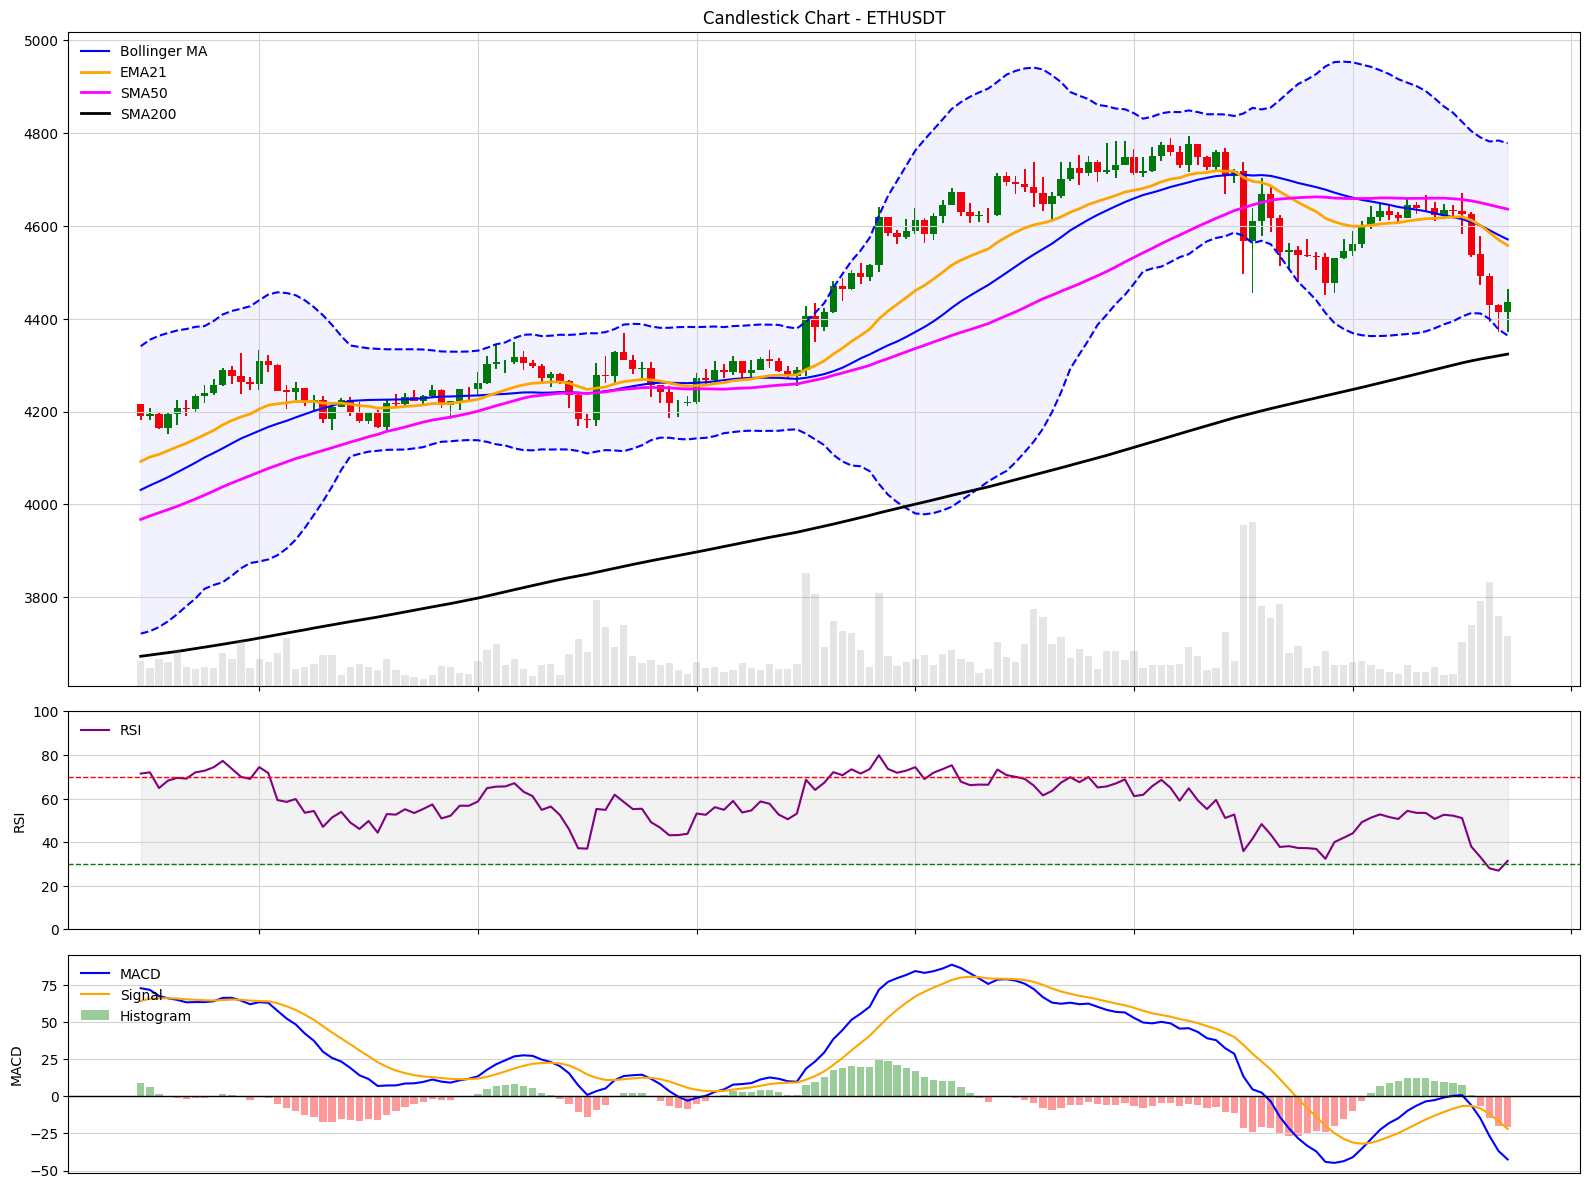 Candlestick Chart - ETHUSDT
5000
4800
4600
4400
4200
4000
3800
Bollinger MA
EMA21
SMA50
SMA200
100
80
60
40
20
0
RSI
RSI
75
50
25
0
−25
−50
MACD
MACD
Signal
Histogram